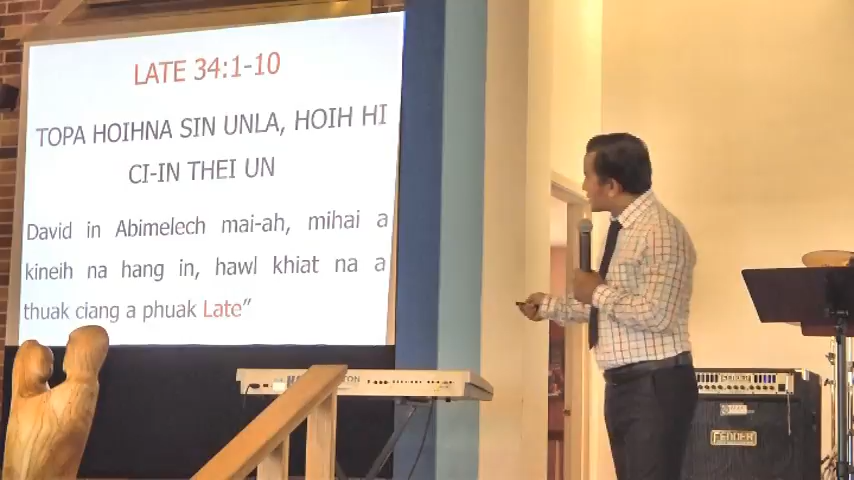 LATE 34:1-10
TOPA HOIHNA SIN UNLA, HOIH HI
CI-IN THEI UN
David in Abimelech mai-ah, mihai a
kineih na hang in, hawl khiat na a
thuak ciang a phuak Late”
FENDER